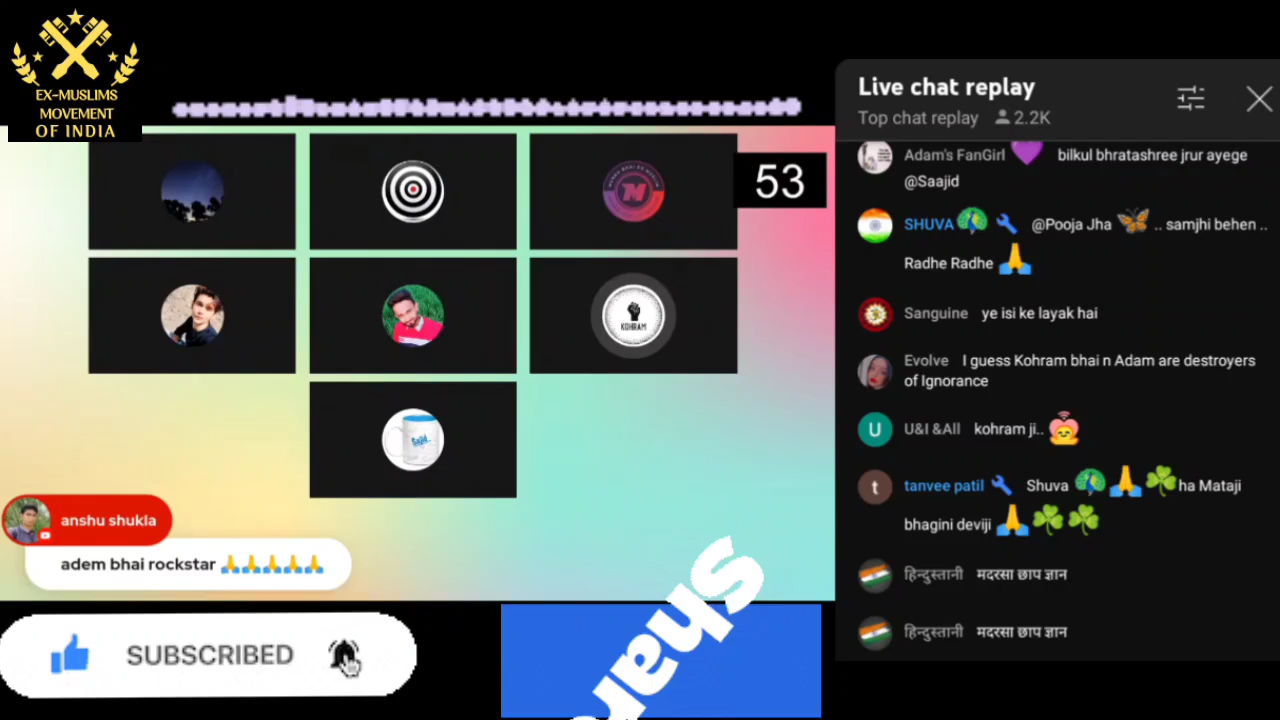 EX-MUSLIMS
MOVEMENT
OF INDIA
53
N
KOHRAM
Sajid
anshu shukla
adem bhai rockstar 🙏🙏🙏🙏🙏
SUBSCRIBED
Share
Live chat replay
Top chat replay 2.2K
Adam's FanGirl 💜 bilkul bhratashree jrur ayege
@Saajid
SHUVA🦚 🔧 @Pooja Jha 🦋 .. samjhi behen ..
Radhe Radhe 🙏
Sanguine ye isi ke layak hai
Evolve I guess Kohram bhai n Adam are destroyers
of Ignorance
U
U&I &All kohram ji..
t
tanvee patil 🔧 Shuva 🦚🙏☘️ha Mataji
bhagini deviji 🙏☘️☘️
हिन्दुस्तानी मदरसा छाप ज्ञान
हिन्दुस्तानी मदरसा छाप ज्ञान